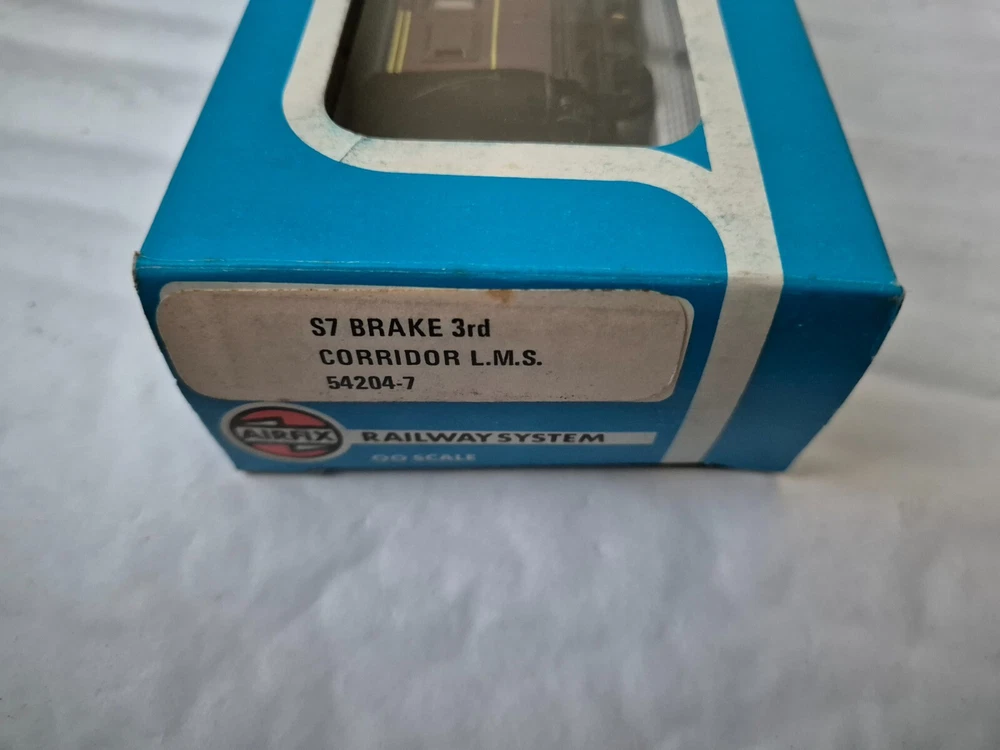 S7 BRAKE 3rd
CORRIDOR L.M.S.
54204-7
AIRFIX RAILWAY SYSTEM
OO SCALE